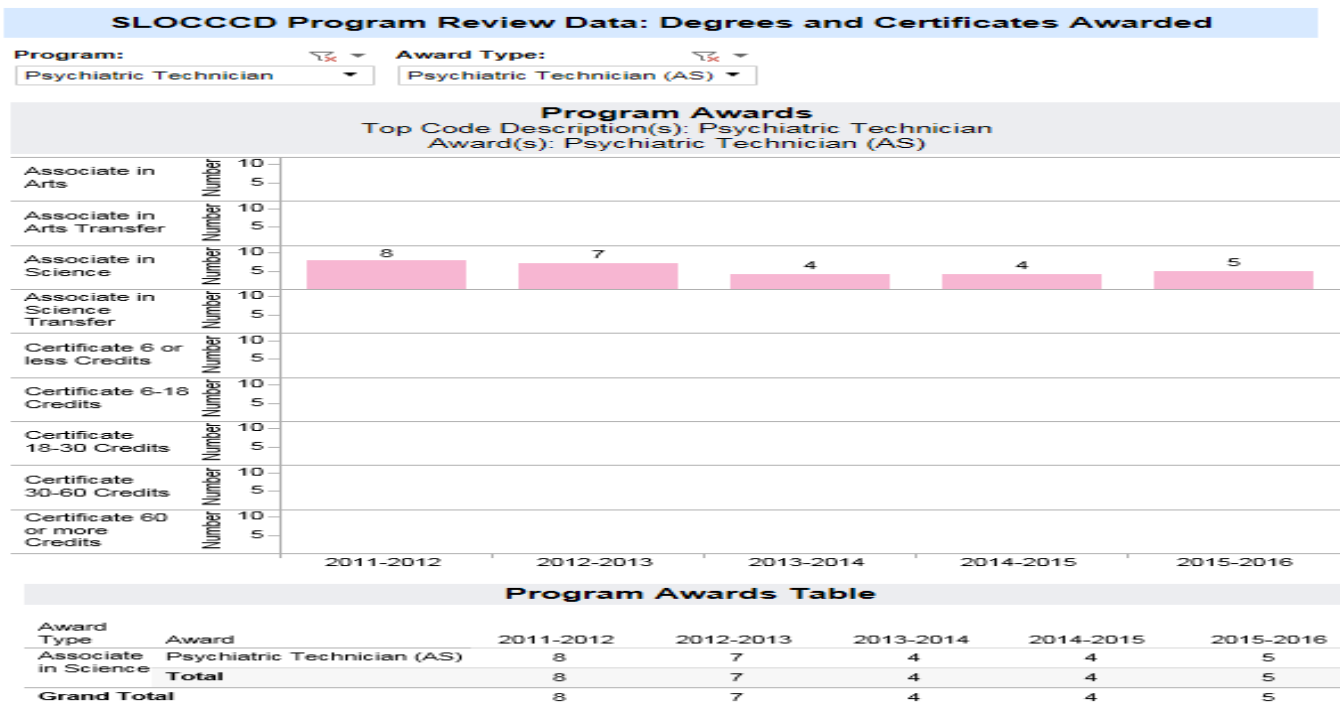 SLOCCCD Program Review Data: Degrees and Certificates Awarded
Program: Award Type:
Psychiatric Technician Psychiatric Technician (AS)
Program Awards
Top Code Description(s): Psychiatric Technician
Award(s): Psychiatric Technician (AS)
Associate in Arts Number 10 5
Associate in Arts Transfer Number 10 5
Associate in Science Number 10 5 8 7 4 4 5
Associate in Science Transfer Number 10 5
Certificate 6 or less Credits Number 10 5
Certificate 6-18 Credits Number 10 5
Certificate 18-30 Credits Number 10 5
Certificate 30-60 Credits Number 10 5
Certificate 60 or more Credits Number 10 5
2011-2012 2012-2013 2013-2014 2014-2015 2015-2016
Program Awards Table
Award Type Award 2011-2012 2012-2013 2013-2014 2014-2015 2015-2016
Associate in Science Psychiatric Technician (AS) 8 7 4 4 5
Total 8 7 4 4 5
Grand Total 8 7 4 4 5